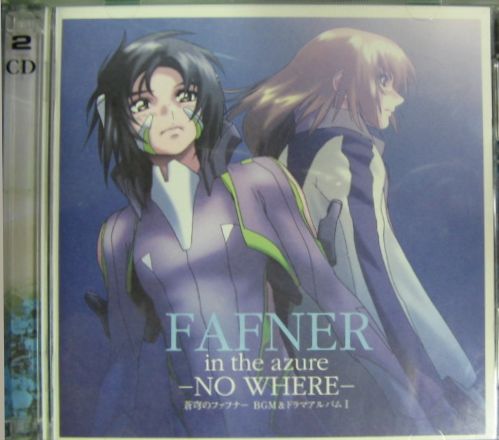 2
CD
FAFNER
in the azure
–NO WHERE–
蒼穹のファフナー BGM&ドラマアルバムⅠ